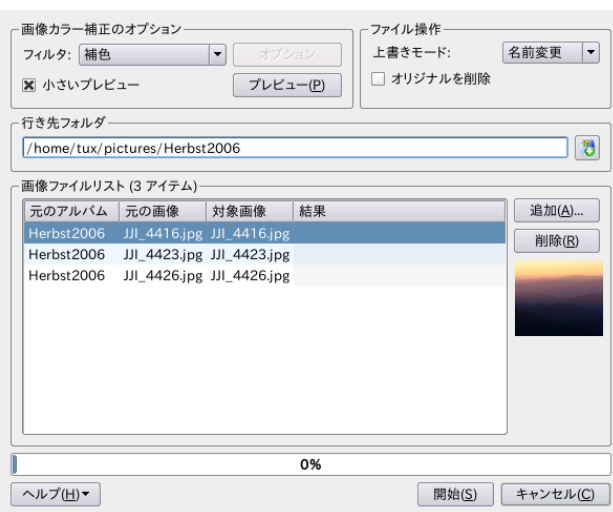 画像カラー補正のオプション
フィルタ: 補色
オプション
小さいプレビュー
プレビュー(P)
ファイル操作
上書きモード: 名前変更
オリジナルを削除
行き先フォルダ
/home/tux/pictures/Herbst2006
画像ファイルリスト (3 アイテム)
元のアルバム 元の画像 対象画像 結果
Herbst2006 JJI_4416.jpg JJI_4416.jpg
Herbst2006 JJI_4423.jpg JJI_4423.jpg
Herbst2006 JJI_4426.jpg JJI_4426.jpg
追加(A)...
削除(R)
0%
ヘルプ(H)
開始(S)
キャンセル(C)